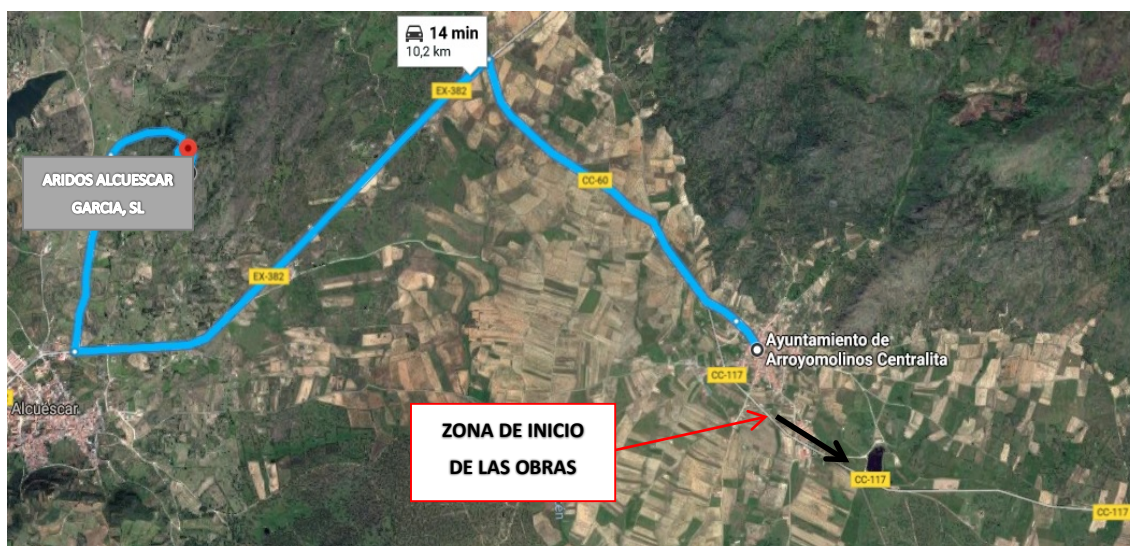 14 min
10,2 km
EX-382
ARIDOS ALCUESCAR
GARCIA, SL
CC-60
EX-382
Ayuntamiento de
Arroyomolinos Centralita
CC-117
Alcuéscar
ZONA DE INICIO
DE LAS OBRAS
CC-117
CC-117